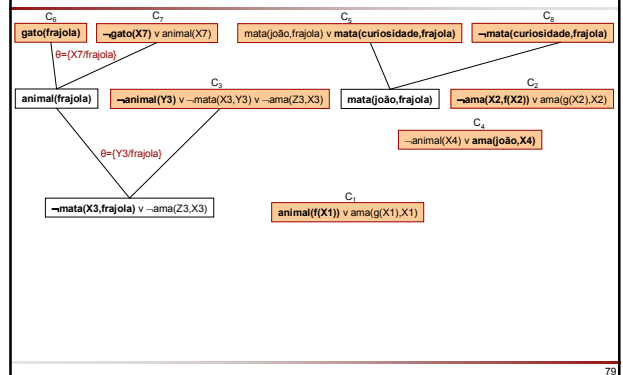 C6
C7
C5
C8
gato(frajola)
¬gato(X7) v animal(X7)
mata(joão,frajola) v mata(curiosidade,frajola)
¬mata(curiosidade,frajola)
θ={X7/frajola}
C3
C2
animal(frajola)
¬animal(Y3) v ¬mata(X3,Y3) v ¬ama(Z3,X3)
mata(joão,frajola)
¬ama(X2,f(X2)) v ama(g(X2),X2)
C4
¬animal(X4) v ama(joão,X4)
θ={Y3/frajola}
C1
¬mata(X3,frajola) v ¬ama(Z3,X3)
animal(f(X1)) v ama(g(X1),X1)
79